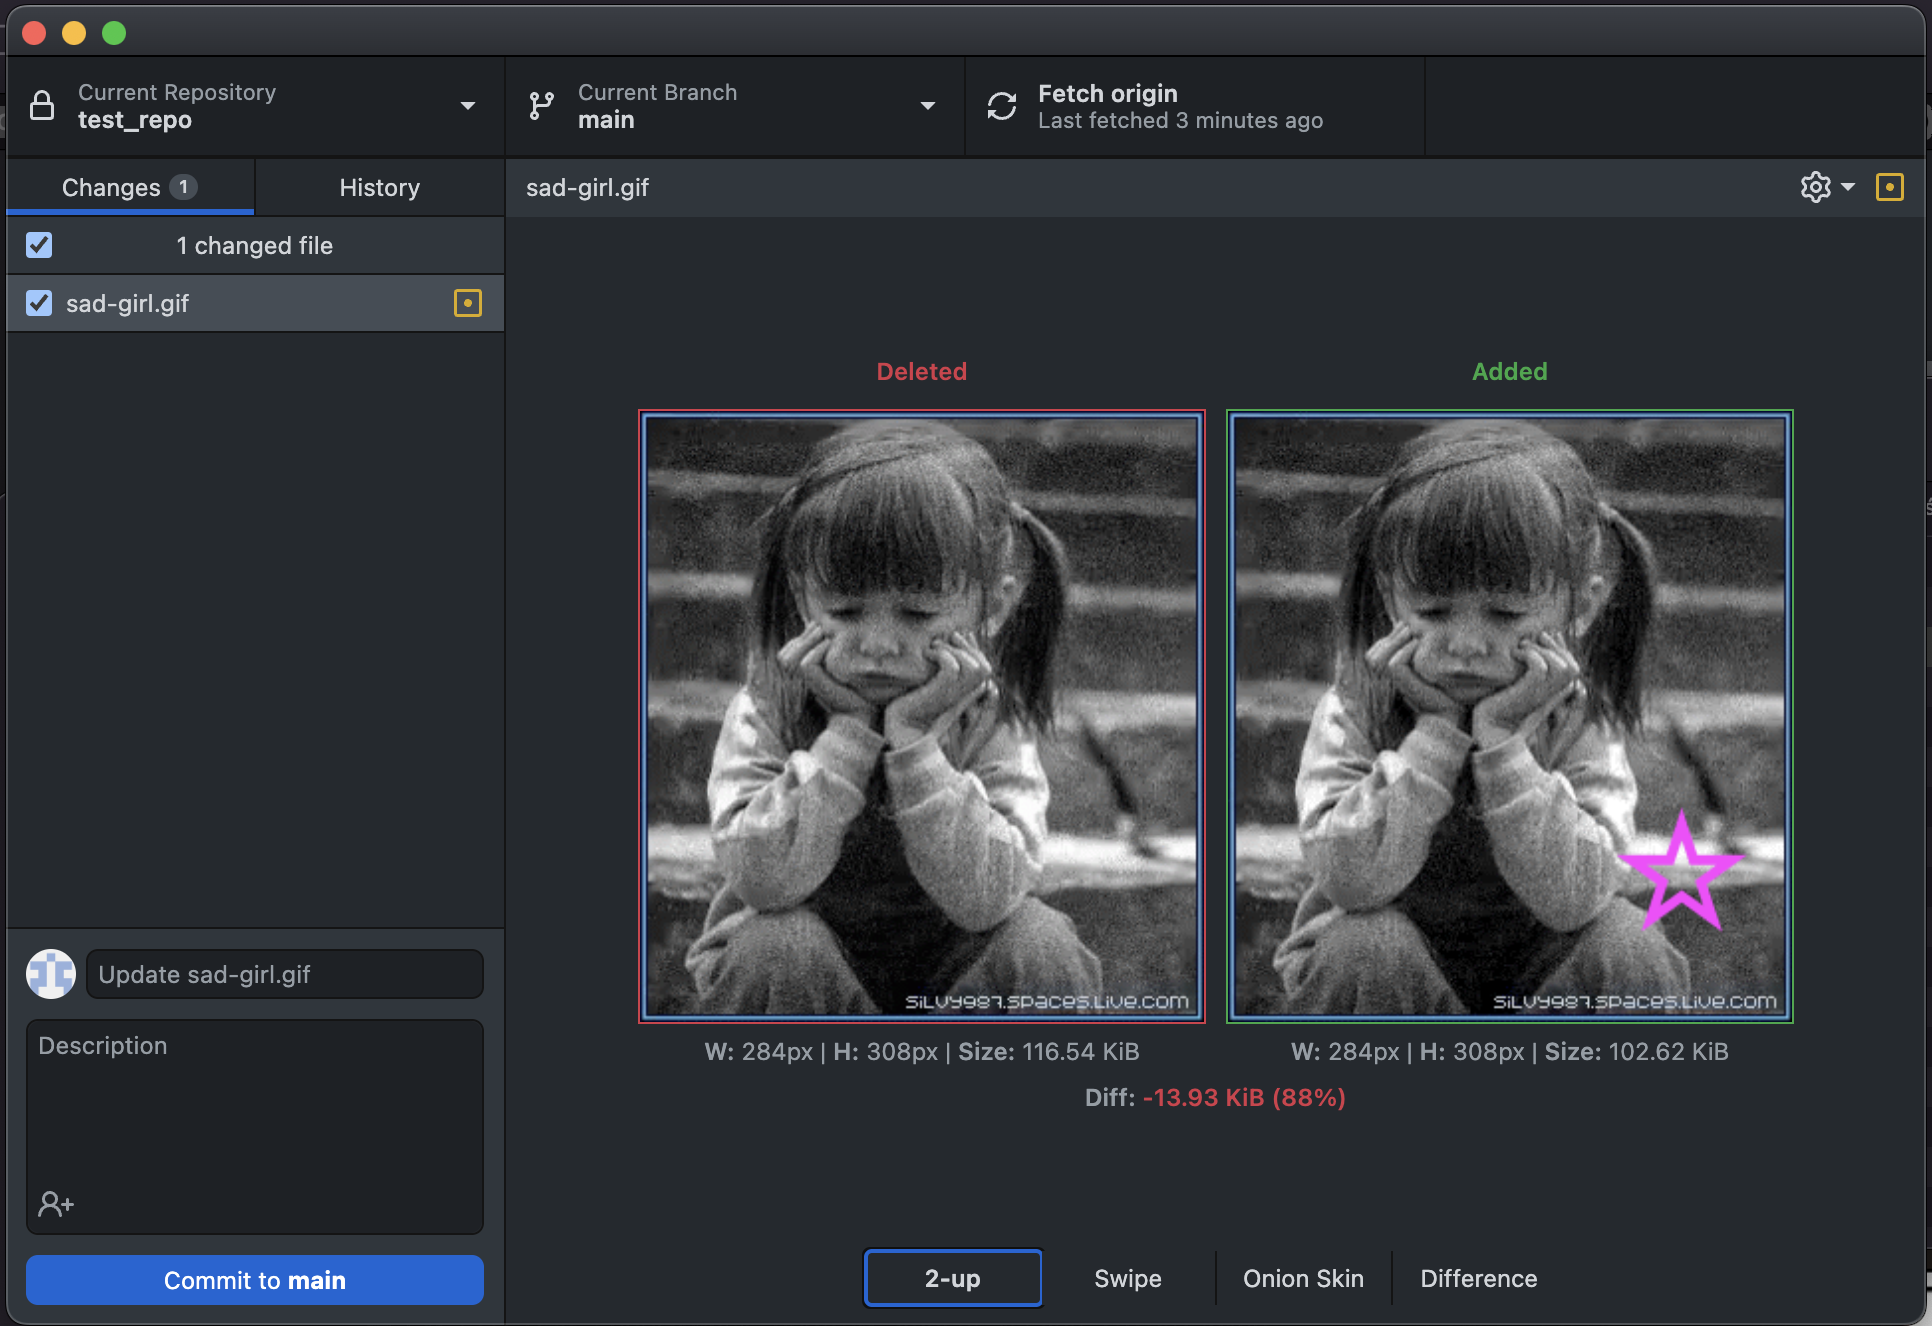 Current Repository
test_repo
Current Branch
main
Fetch origin
Last fetched 3 minutes ago
Changes 1
History
1 changed file
sad-girl.gif
sad-girl.gif
Deleted
Added
SiLVY987.SPACES.LIVE.COM
SiLVY987.SPACES.LIVE.COM
W: 284px | H: 308px | Size: 116.54 KiB
W: 284px | H: 308px | Size: 102.62 KiB
Diff: -13.93 KiB (88%)
Update sad-girl.gif
Description
Commit to main
2-up
Swipe
Onion Skin
Difference